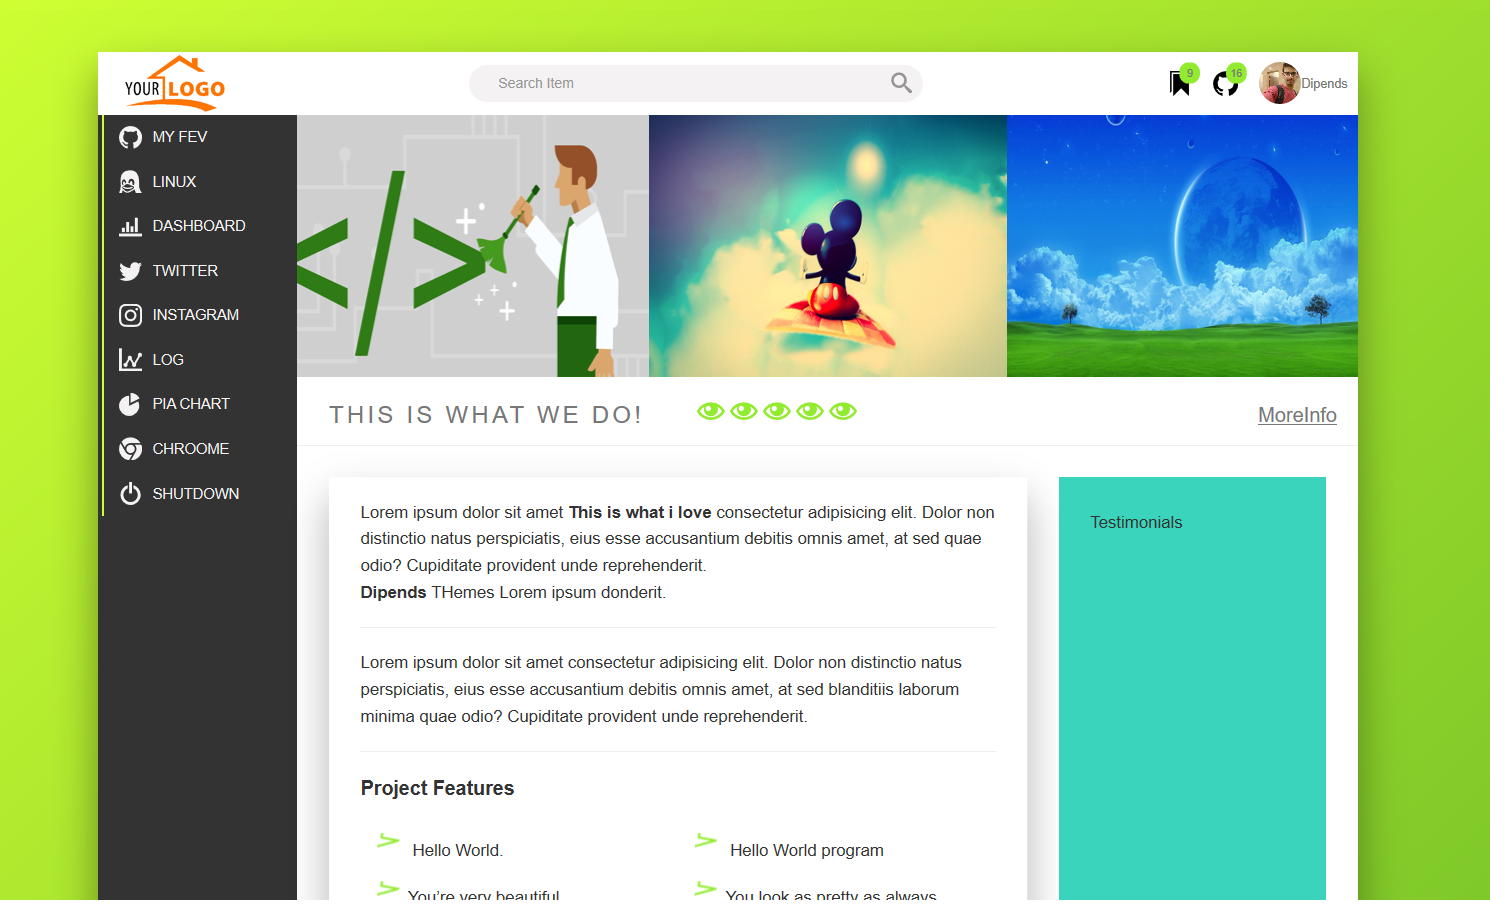 YOUR LOGO
Search Item
9
16
Dipends
MY FEV
LINUX
DASHBOARD
TWITTER
INSTAGRAM
LOG
PIA CHART
CHROOME
SHUTDOWN
</>
THIS IS WHAT WE DO!
MoreInfo
Lorem ipsum dolor sit amet This is what i love consectetur adipisicing elit. Dolor non
distinctio natus perspiciatis, eius esse accusantium debitis omnis amet, at sed quae
odio? Cupiditate provident unde reprehenderit.
Dipends THemes Lorem ipsum donderit.
Lorem ipsum dolor sit amet consectetur adipisicing elit. Dolor non distinctio natus
perspiciatis, eius esse accusantium debitis omnis amet, at sed blanditiis laborum
minima quae odio? Cupiditate provident unde reprehenderit.
Project Features
Hello World.
Hello World program
You’re very beautiful
You look as pretty as always
Testimonials